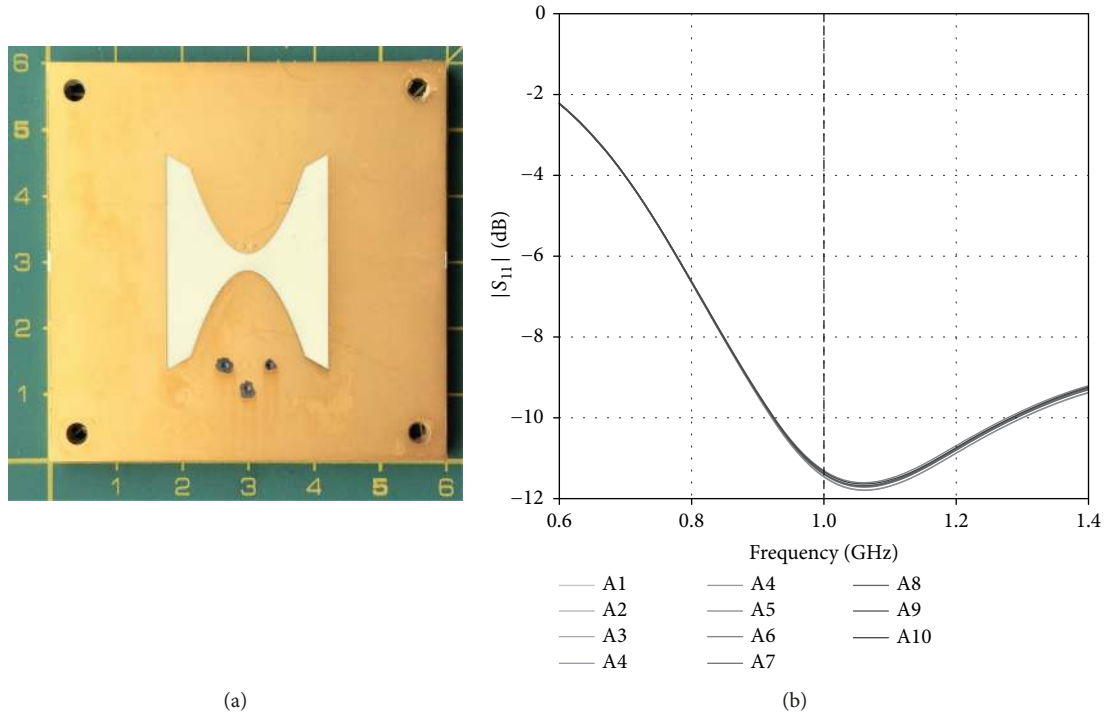 6
5
4
3
2
1
1 2 3 4 5 6
(a)
0
−2
−4
−6
−8
−10
−12
|S11| (dB)
0.6 0.8 1.0 1.2 1.4
Frequency (GHz)
A1 A4 A8
A2 A5 A9
A3 A6 A10
A4 A7
(b)